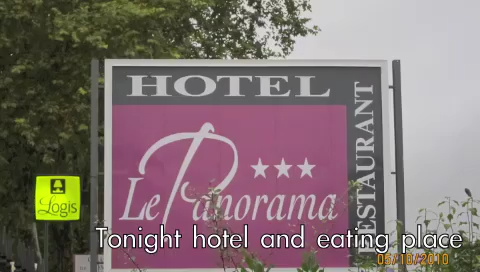 HOTEL
Le Panorama
RESTAURANT
Logis
Tonight hotel and eating place
05/10/2010